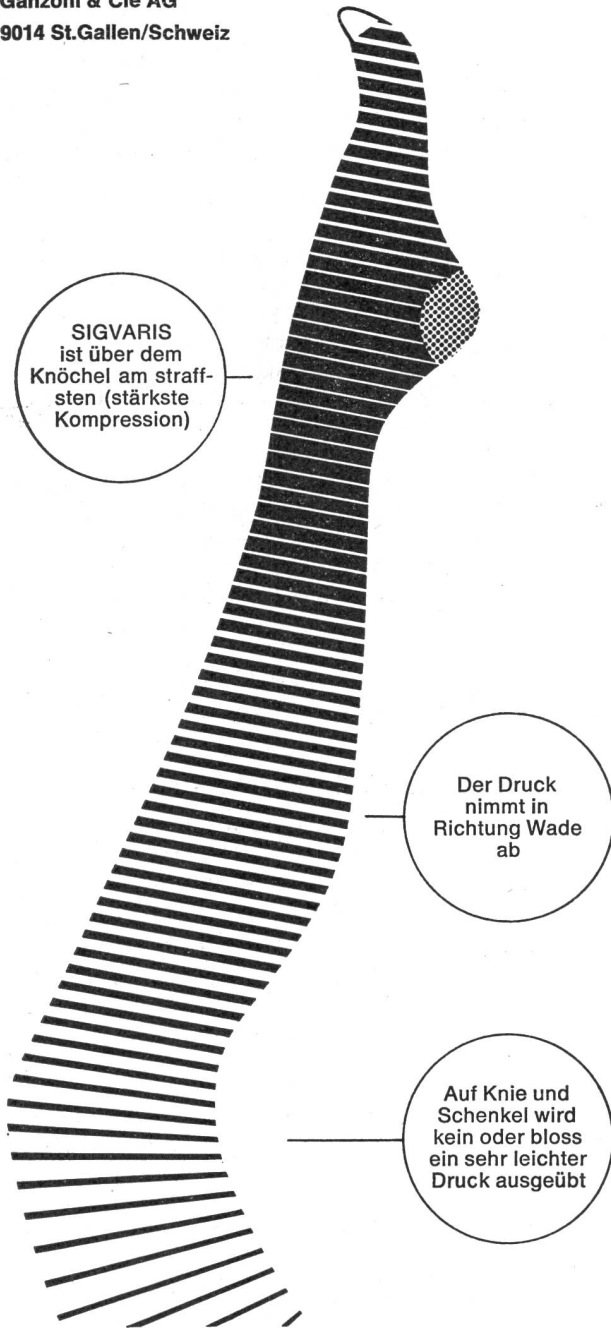 Ganzoni & Cie AG
9014 St.Gallen/Schweiz
SIGVARIS
ist über dem
Knöchel am straff-
sten (stärkste
Kompression)
Der Druck
nimmt in
Richtung Wade
ab
Auf Knie und
Schenkel wird
kein oder bloss
ein sehr leichter
Druck ausgeübt